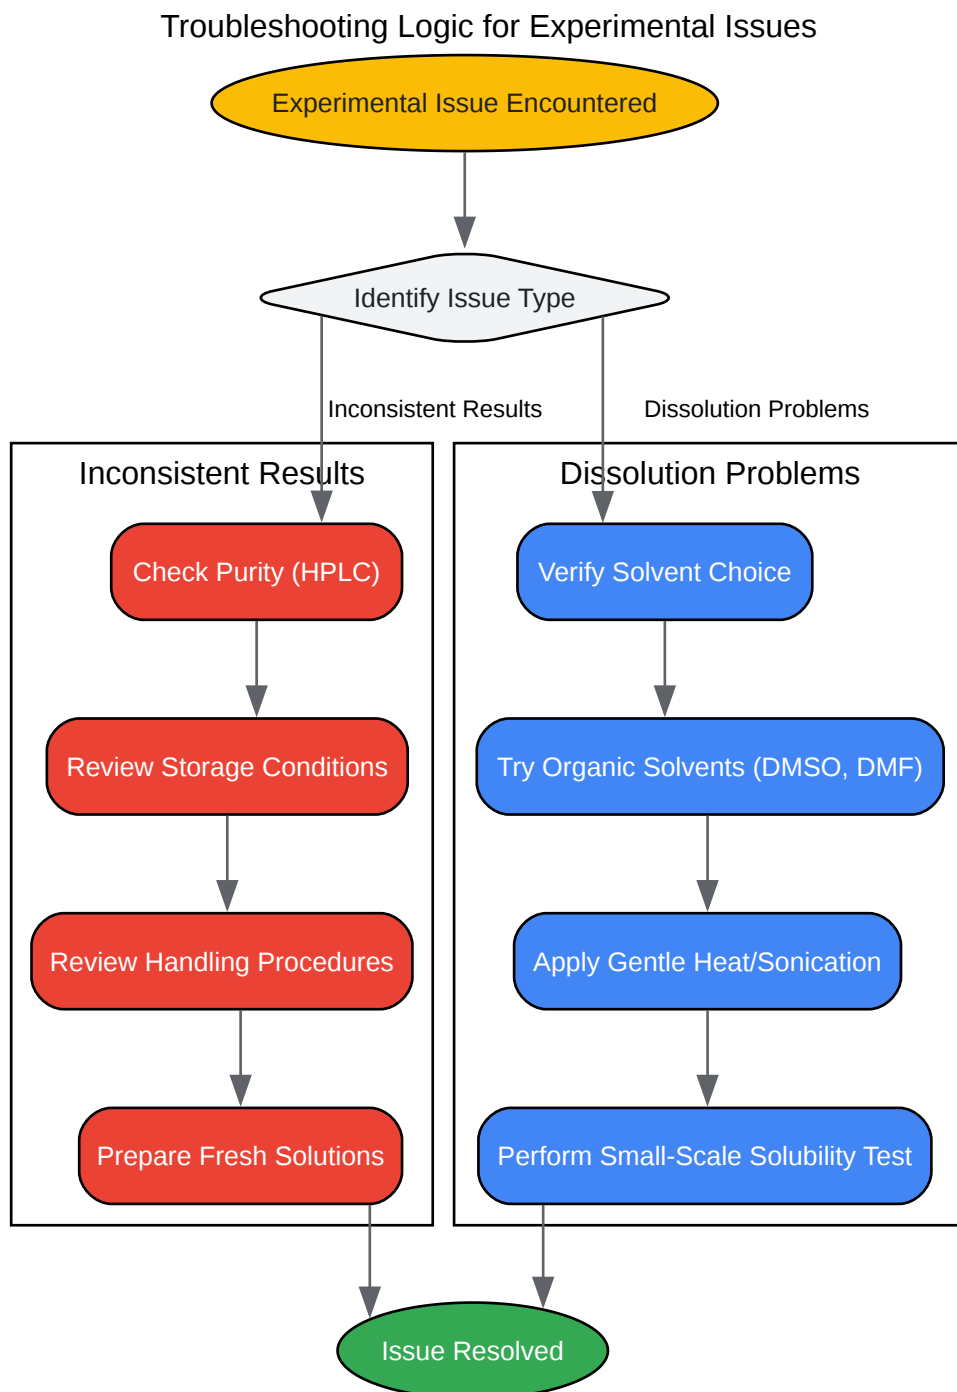 Troubleshooting Logic for Experimental Issues
Experimental Issue Encountered
Identify Issue Type
Inconsistent Results
Dissolution Problems
Inconsistent Results
Check Purity (HPLC)
Review Storage Conditions
Review Handling Procedures
Prepare Fresh Solutions
Dissolution Problems
Verify Solvent Choice
Try Organic Solvents (DMSO, DMF)
Apply Gentle Heat/Sonication
Perform Small-Scale Solubility Test
Issue Resolved